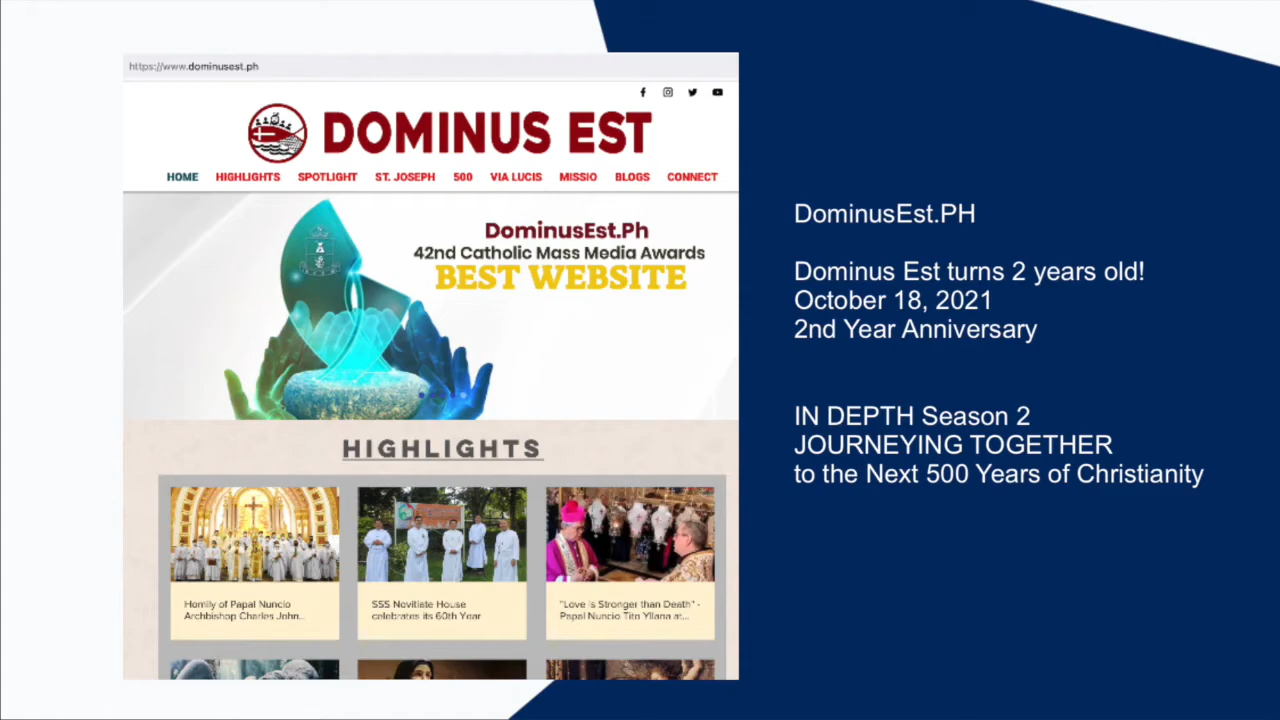 https://www.dominusest.ph
DOMINUS EST
HOME HIGHLIGHTS SPOTLIGHT ST. JOSEPH 500 VIA LUCIS MISSIO BLOGS CONNECT
DominusEst.Ph
42nd Catholic Mass Media Awards
BEST WEBSITE
HIGHLIGHTS
Homily of Papal Nuncio
Archbishop Charles John...
SSS Novitiate House
celebrates its 60th Year
"Love is Stronger than Death" -
Papal Nuncio Tito Yllana at...
DominusEst.PH
Dominus Est turns 2 years old!
October 18, 2021
2nd Year Anniversary
IN DEPTH Season 2
JOURNEYING TOGETHER
to the Next 500 Years of Christianity